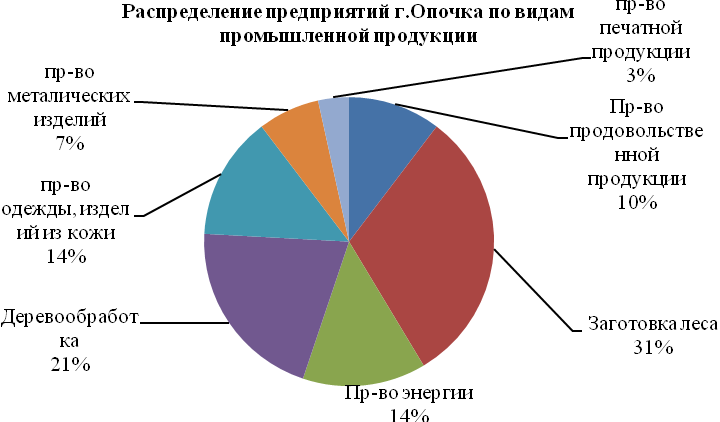 Распределение предприятий г.Опочка по видам
промышленной продукции
пр-во
печатной
продукции
3%
Пр-во
продовольстве
нной
продукции
10%
Заготовка леса
31%
Пр-во энергии
14%
Деревообработ
ка
21%
пр-во
одежды, издел
ий из кожи
14%
пр-во
металических
изделий
7%